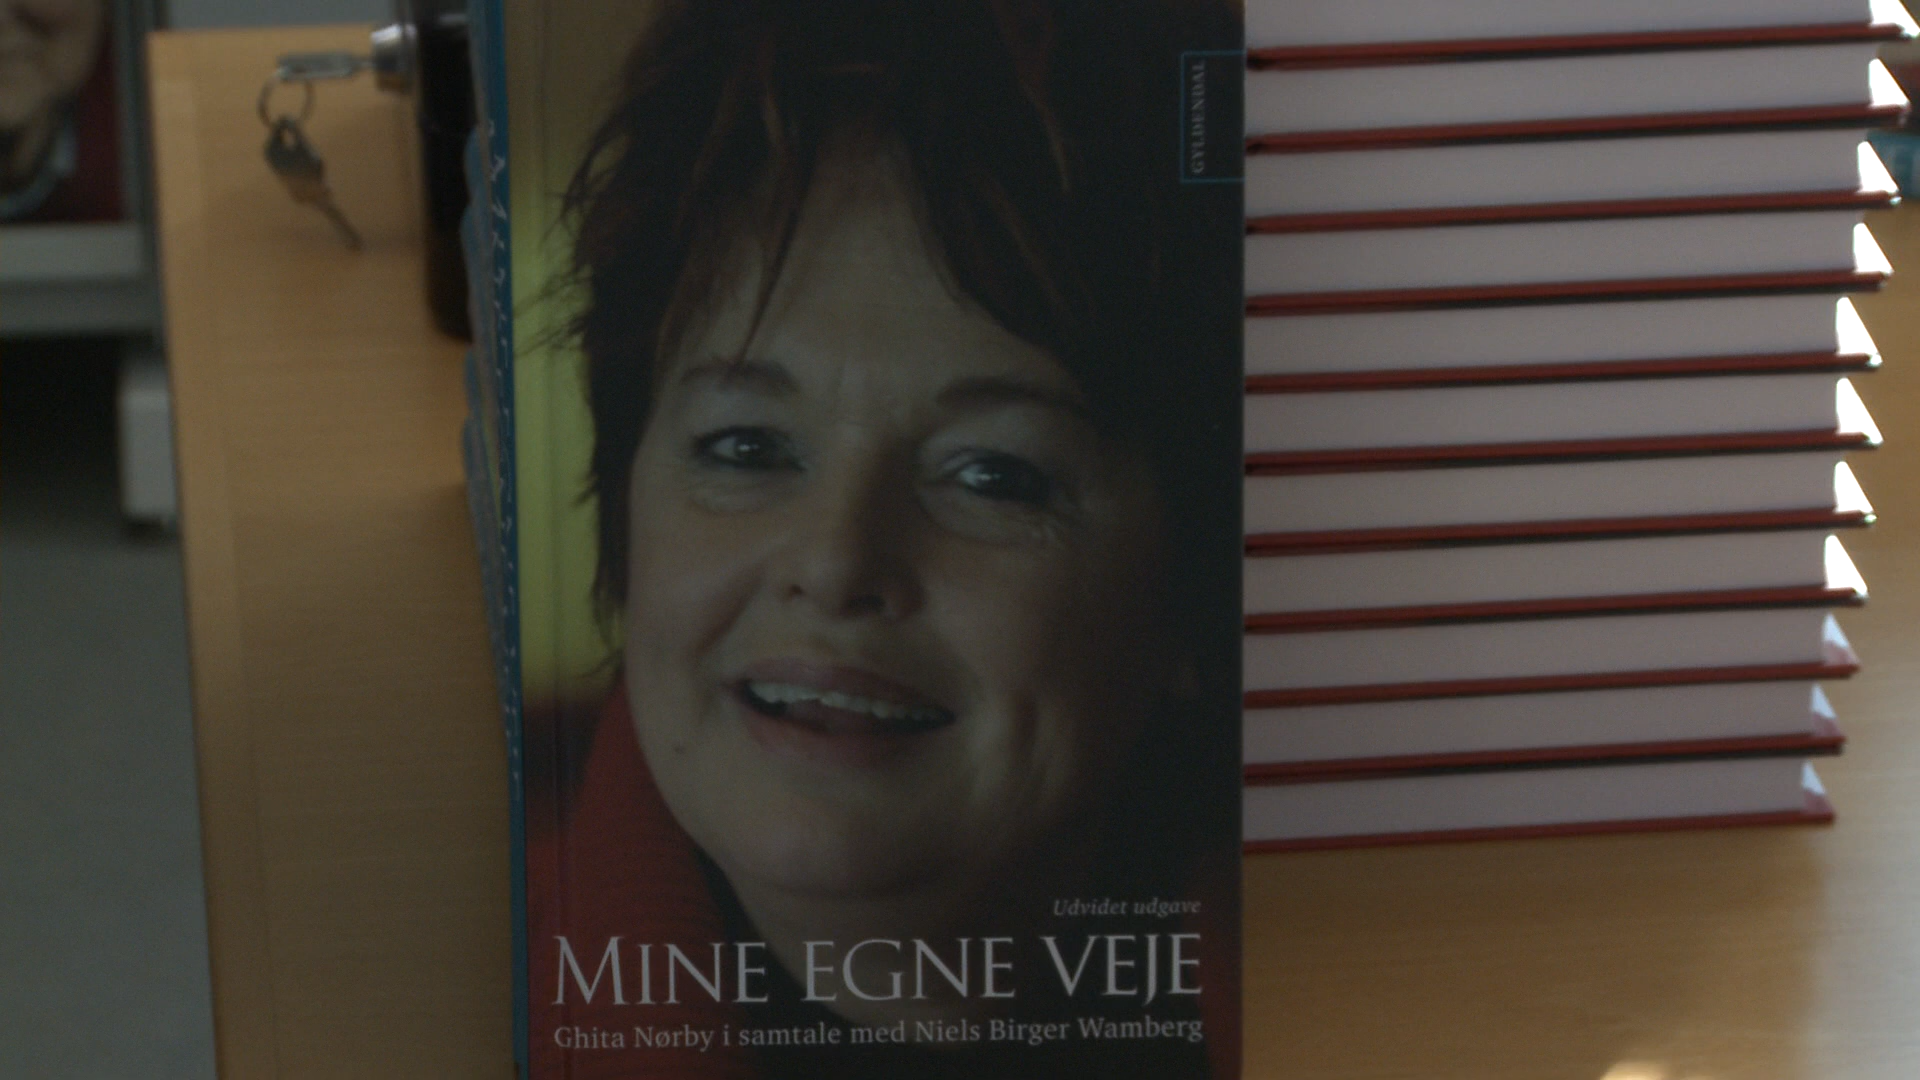 GYLDENDAL
Udvidet udgave
MINE EGNE VEJE
Ghita Nørby i samtale med Niels Birger Wamberg